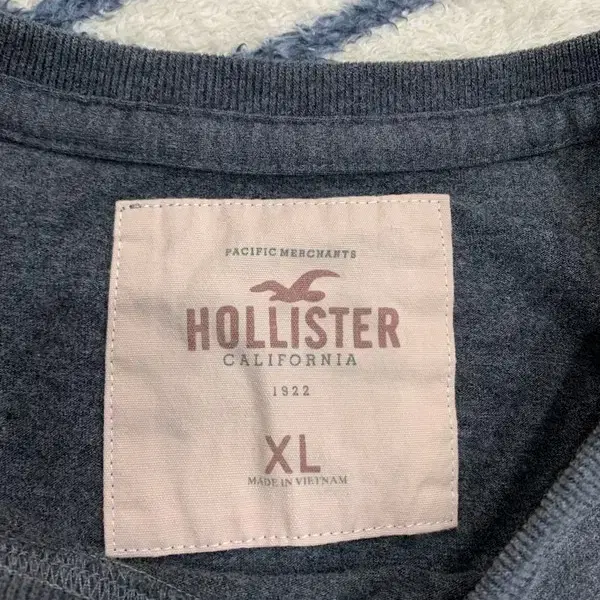 PACIFIC MERCHANTS
HOLLISTER
CALIFORNIA
1922
XL
MADE IN VIETNAM